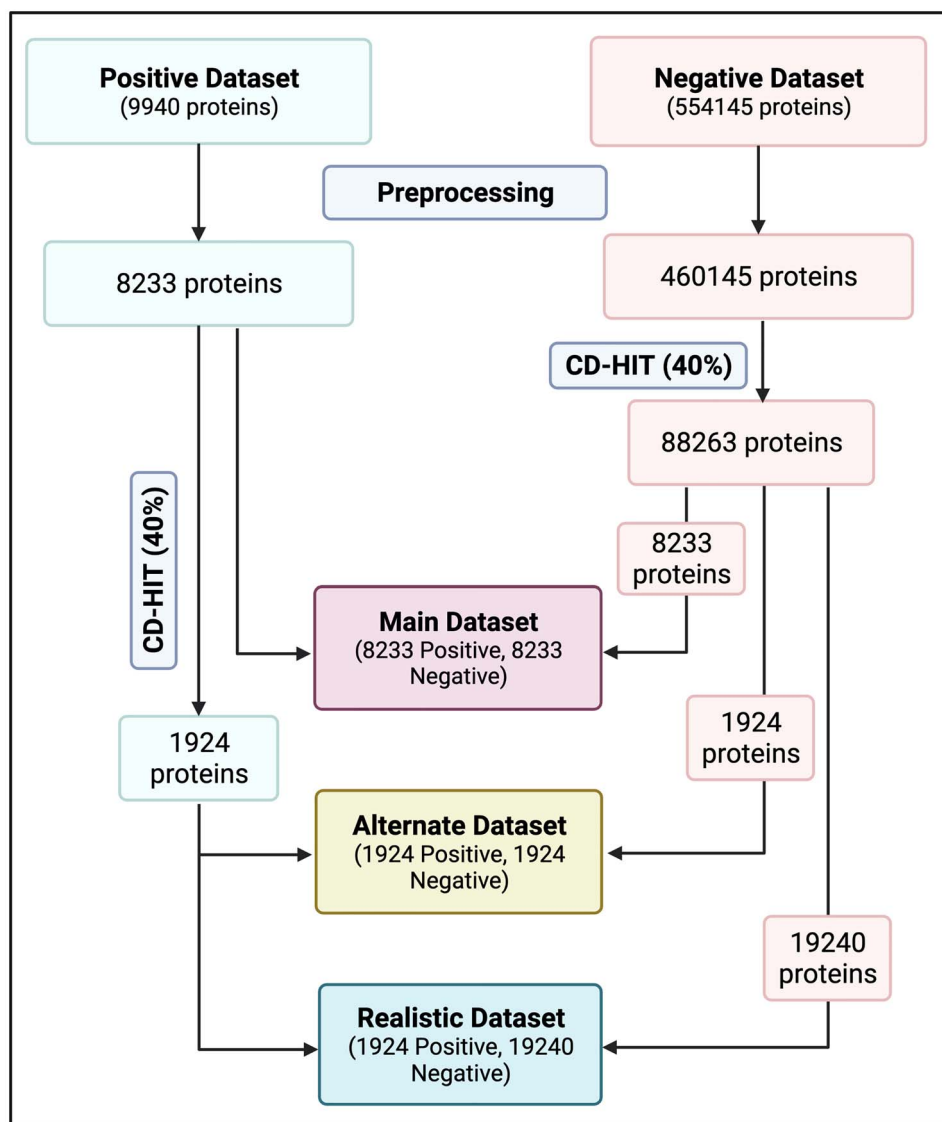 Positive Dataset
(9940 proteins)
Negative Dataset
(554145 proteins)
Preprocessing
8233 proteins
460145 proteins
CD-HIT (40%)
88263 proteins
CD-HIT (40%)
8233
proteins
Main Dataset
(8233 Positive, 8233
Negative)
1924
proteins
1924
proteins
Alternate Dataset
(1924 Positive, 1924
Negative)
19240
proteins
Realistic Dataset
(1924 Positive, 19240
Negative)